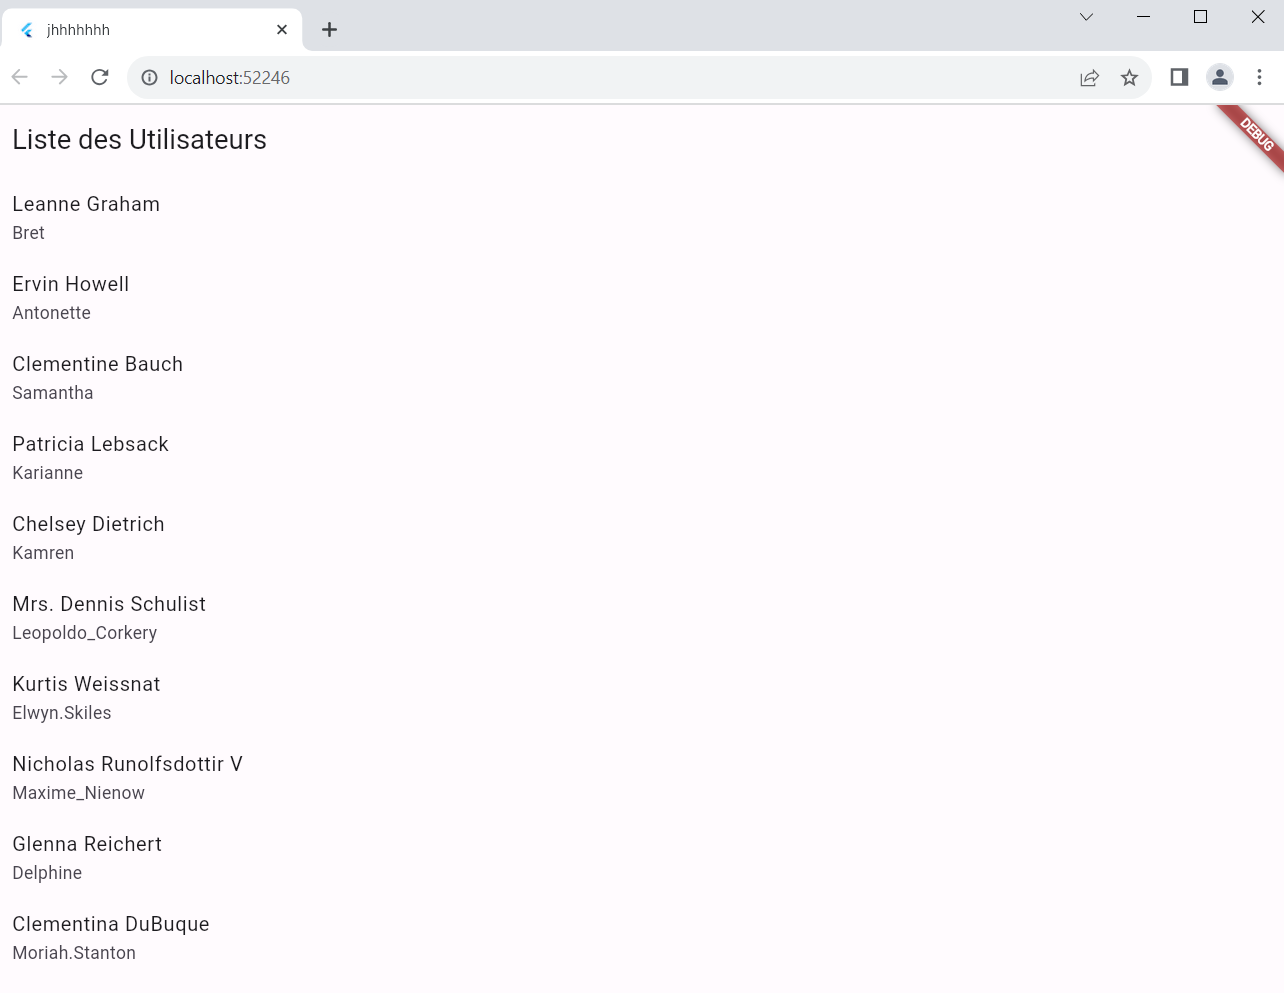 jhhhhhhh
localhost:52246
DEBUG
Liste des Utilisateurs
Leanne Graham
Bret
Ervin Howell
Antonette
Clementine Bauch
Samantha
Patricia Lebsack
Karianne
Chelsey Dietrich
Kamren
Mrs. Dennis Schulist
Leopoldo_Corkery
Kurtis Weissnat
Elwyn.Skiles
Nicholas Runolfsdottir V
Maxime_Nienow
Glenna Reichert
Delphine
Clementina DuBuque
Moriah.Stanton